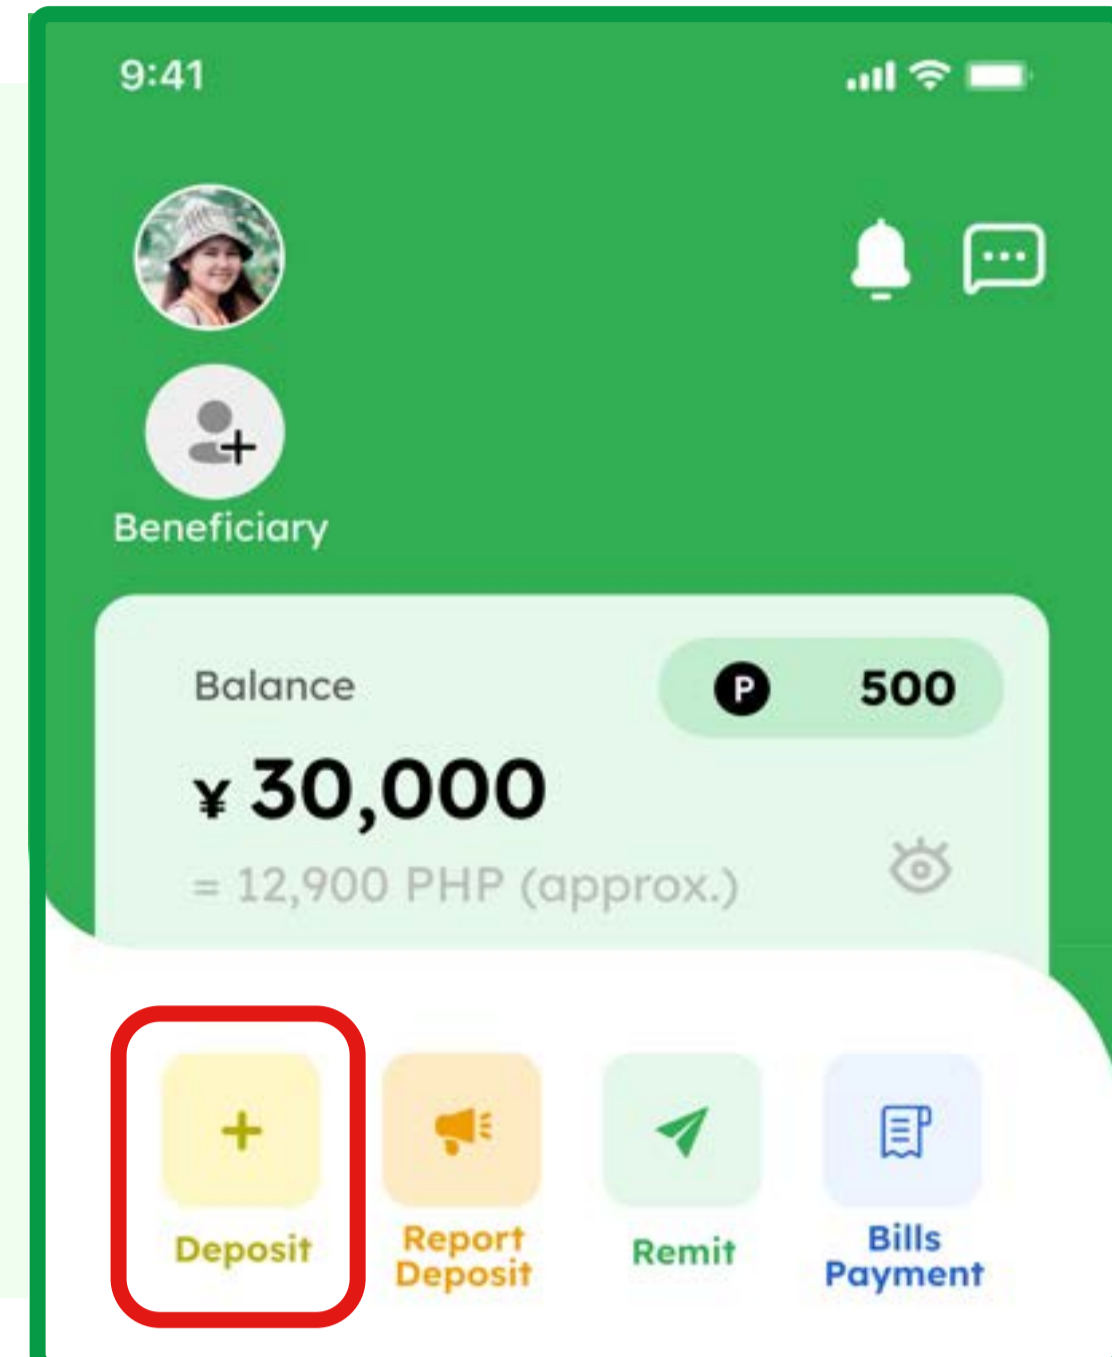 9:41
Beneficiary
Balance
P 500
¥ 30,000
= 12,900 PHP (approx.)
Deposit
Report
Deposit
Remit
Bills
Payment